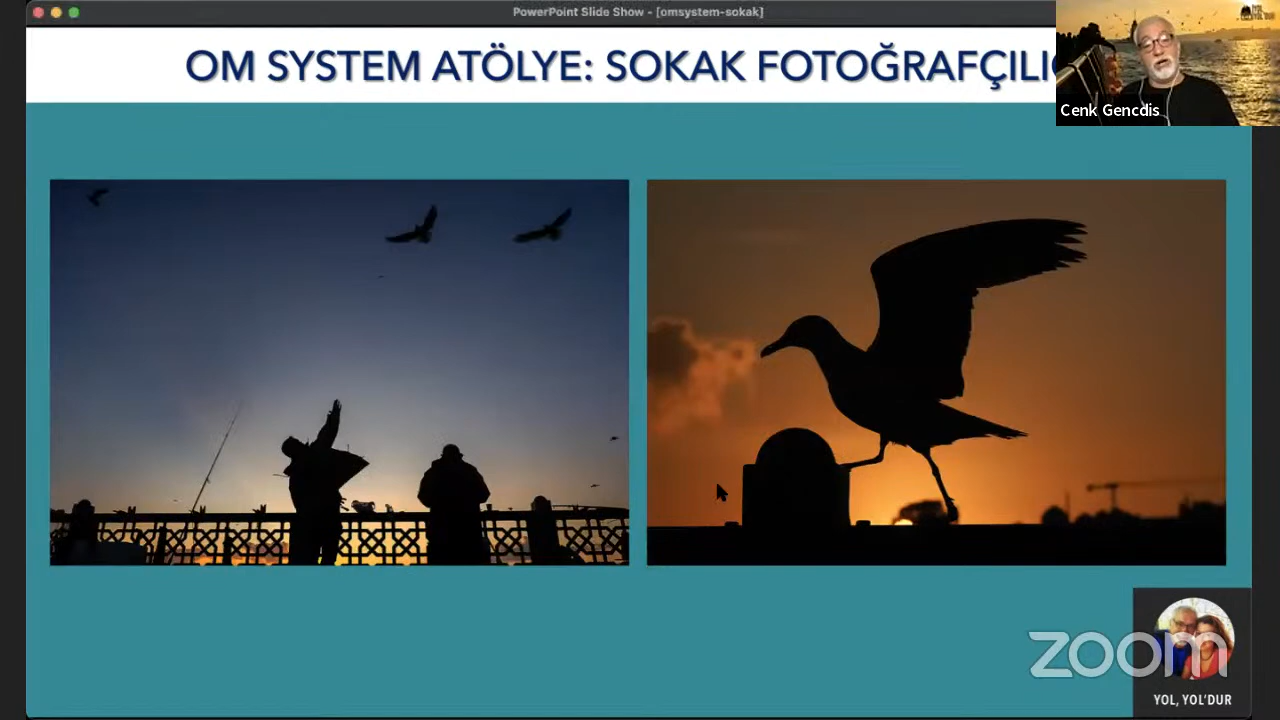 PowerPoint Slide Show - [omsystem-sokak]
OM SYSTEM ATÖLYE: SOKAK FOTOĞRAFÇILI
Cenk Gencdis
zoom
YOL, YOL'DUR